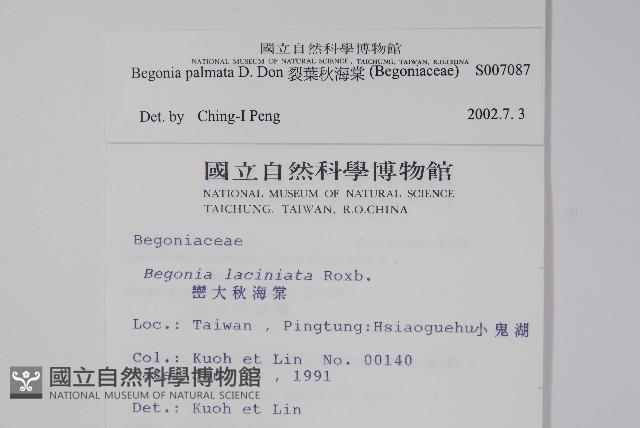 國立自然科學博物館
NATIONAL MUSEUM OF NATURAL SCIENCE, TAICHUNG, TAIWAN, R.O.CHINA
Begonia palmata D. Don 裂葉秋海棠 (Begoniaceae) S007087
Det. by Ching-I Peng 2002.7.3
國立自然科學博物館
NATIONAL MUSEUM OF NATURAL SCIENCE
TAICHUNG, TAIWAN, R.O.CHINA
Begoniaceae
Begonia laciniata Roxb.
巒大秋海棠
Loc.: Taiwan , Pingtung:Hsiaoguehu小鬼湖
Col.: Kuoh et Lin No. 00140
, 1991
Det.: Kuoh et Lin
國立自然科學博物館
NATIONAL MUSEUM OF NATURAL SCIENCE